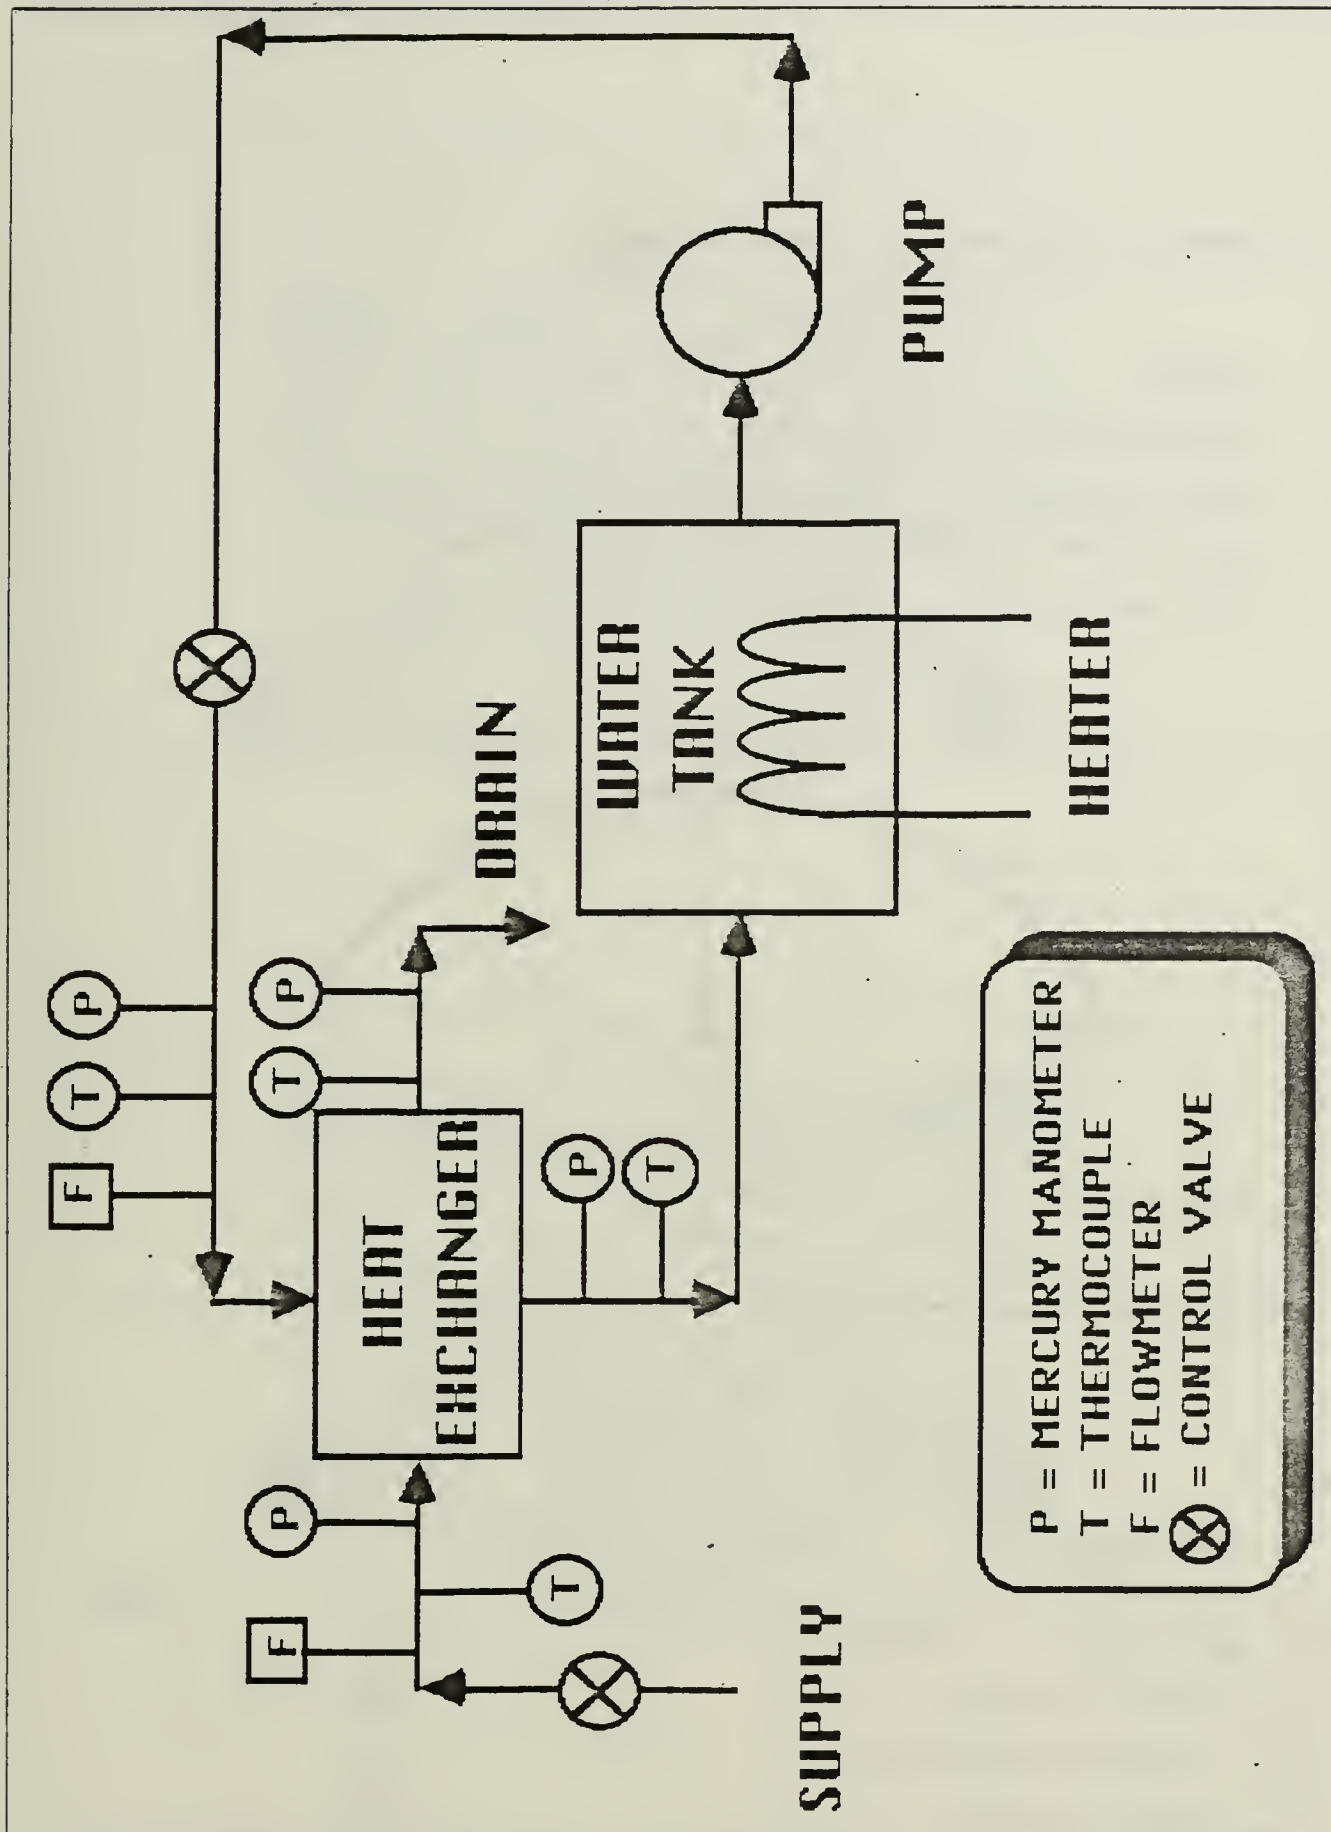 F
T
P
F
P
T
P
HEAT
EXCHANGER
DRAIN
T
P
T
WATER
TANK
SUPPLY
PUMP
HEATER
P = MERCURY MANOMETER
T = THERMOCOUPLE
F = FLOWMETER
= CONTROL VALVE